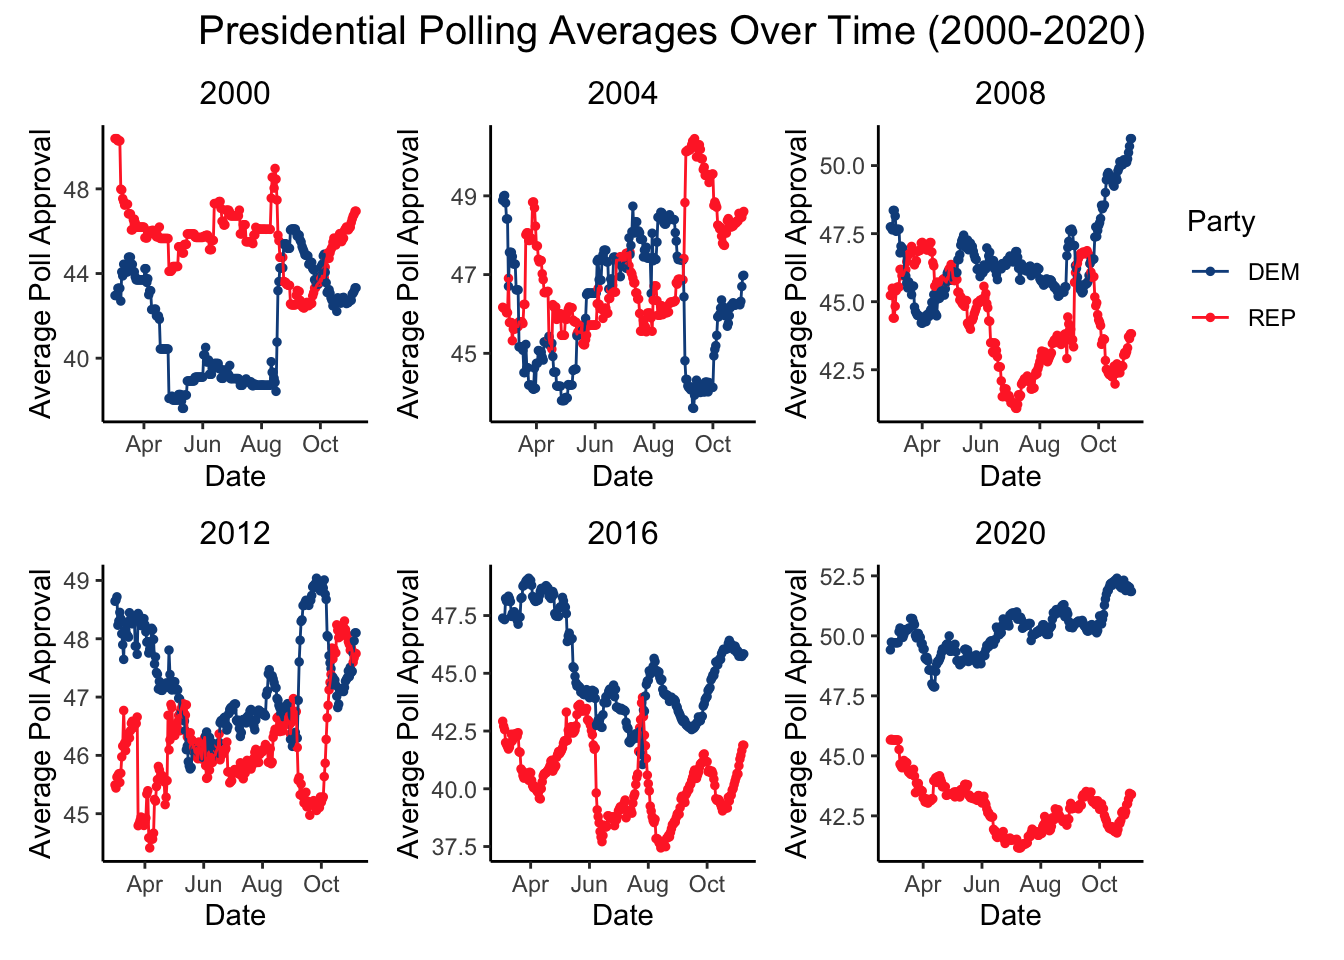 Presidential Polling Averages Over Time (2000-2020)
2000
2004
2008
Average Poll Approval
48
44
40
Apr Jun Aug Oct
Date
Average Poll Approval
49
47
45
Apr Jun Aug Oct
Date
Average Poll Approval
50.0
47.5
45.0
42.5
Apr Jun Aug Oct
Date
Party
DEM
REP
2012
2016
2020
Average Poll Approval
49
48
47
46
45
Apr Jun Aug Oct
Date
Average Poll Approval
47.5
45.0
42.5
40.0
37.5
Apr Jun Aug Oct
Date
Average Poll Approval
52.5
50.0
47.5
45.0
42.5
Apr Jun Aug Oct
Date